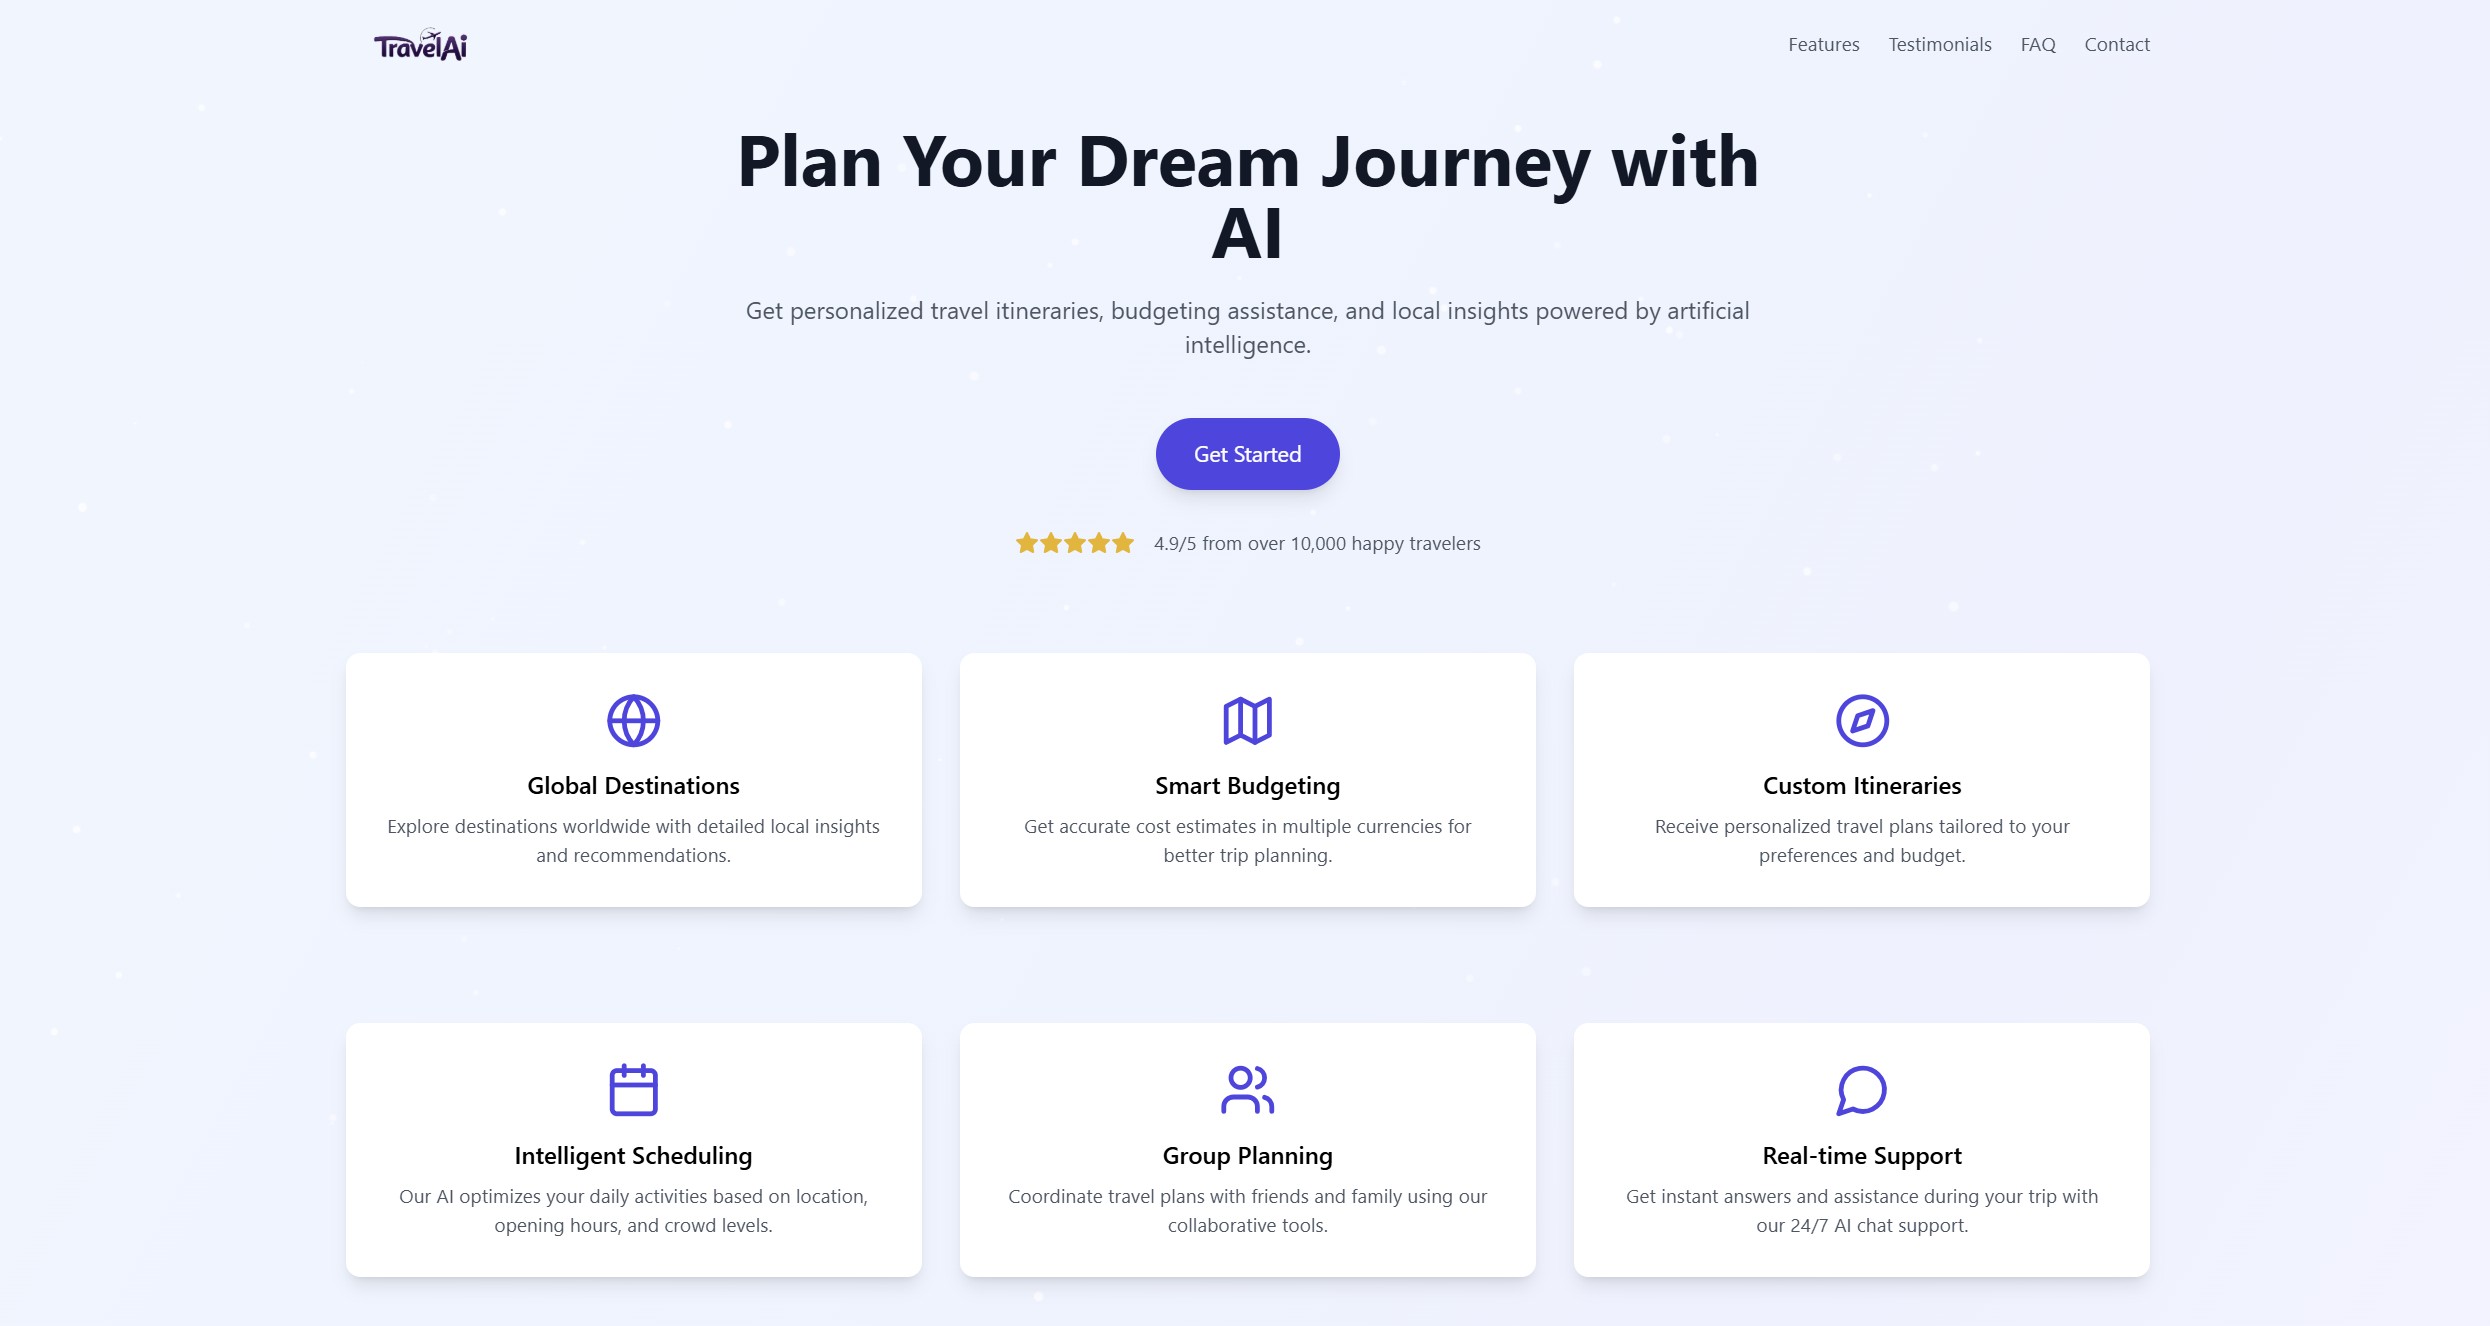 TravelAi
Features
Testimonials
FAQ
Contact
Plan Your Dream Journey with
AI
Get personalized travel itineraries, budgeting assistance, and local insights powered by artificial
intelligence.
Get Started
4.9/5 from over 10,000 happy travelers
Global Destinations
Explore destinations worldwide with detailed local insights
and recommendations.
Smart Budgeting
Get accurate cost estimates in multiple currencies for
better trip planning.
Custom Itineraries
Receive personalized travel plans tailored to your
preferences and budget.
Intelligent Scheduling
Our AI optimizes your daily activities based on location,
opening hours, and crowd levels.
Group Planning
Coordinate travel plans with friends and family using our
collaborative tools.
Real-time Support
Get instant answers and assistance during your trip with
our 24/7 AI chat support.